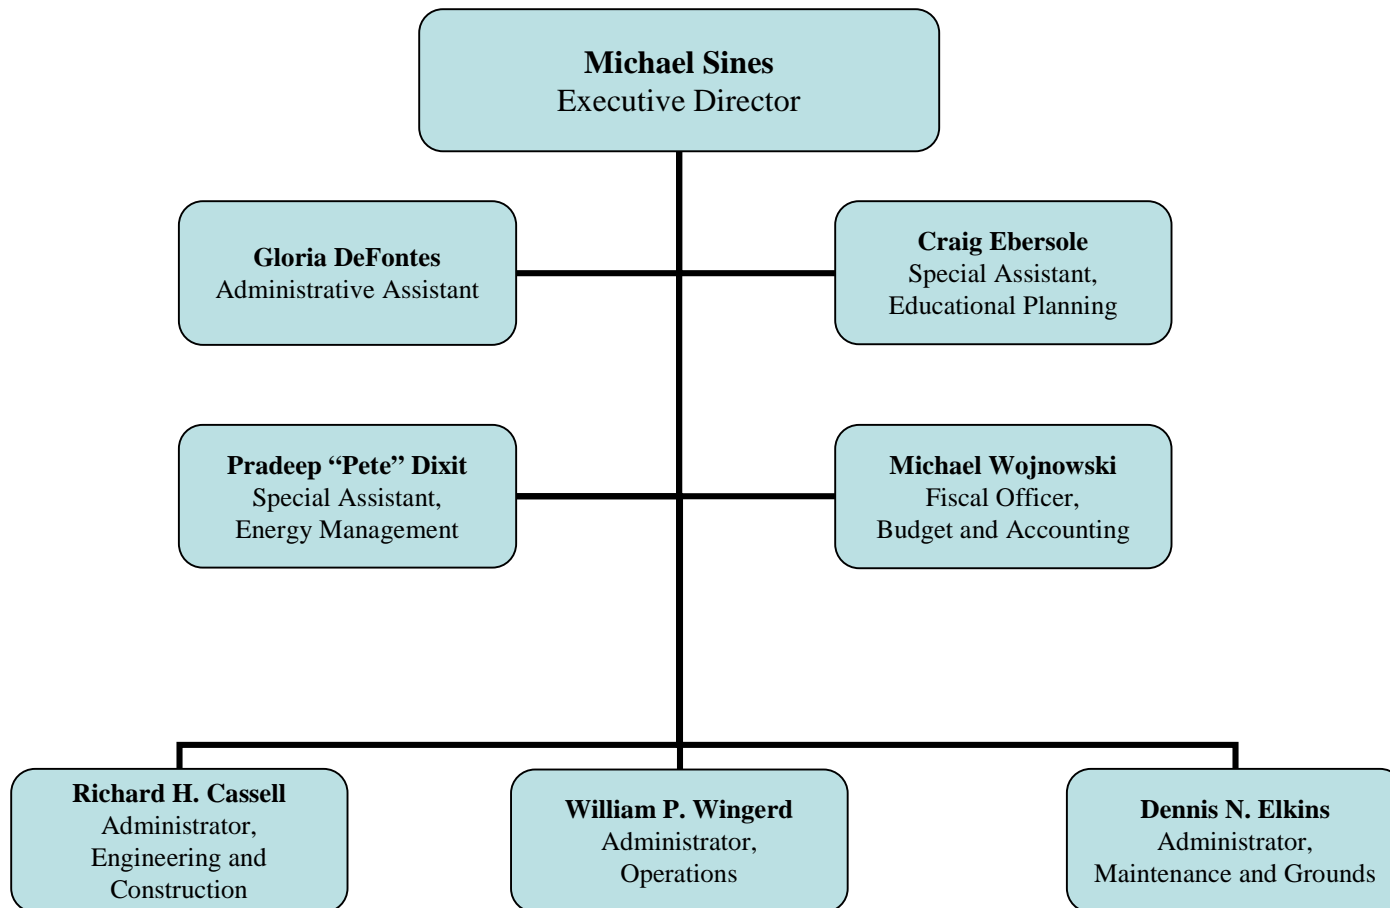 Michael Sines
Executive Director
Gloria DeFontes
Administrative Assistant
Craig Ebersole
Special Assistant,
Educational Planning
Pradeep “Pete” Dixit
Special Assistant,
Energy Management
Michael Wojnowski
Fiscal Officer,
Budget and Accounting
Richard H. Cassell
Administrator,
Engineering and
Construction
William P. Wingerd
Administrator,
Operations
Dennis N. Elkins
Administrator,
Maintenance and Grounds